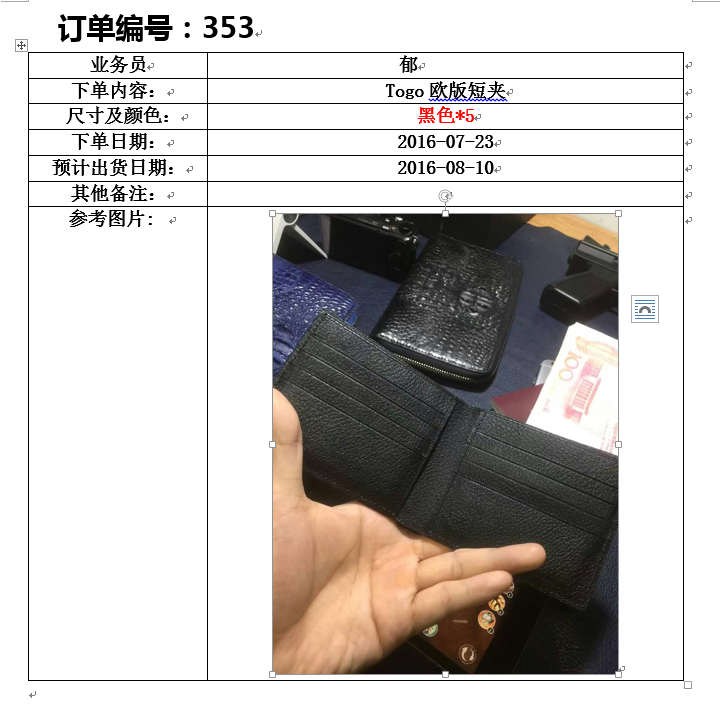 订单编号：353
业务员 郁
下单内容： Togo 欧版短夹
尺寸及颜色： 黑色*5
下单日期： 2016-07-23
预计出货日期： 2016-08-10
其他备注：
参考图片:
100